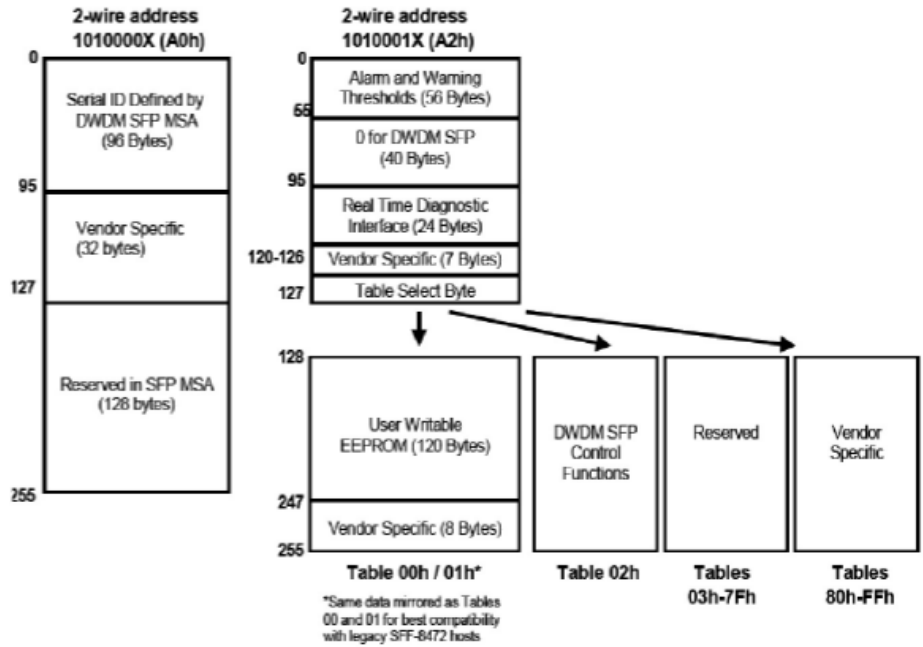 2-wire address
1010000X (A0h)
0
Serial ID Defined by
DWDM SFP MSA
(96 Bytes)
95
Vendor Specific
(32 bytes)
127
Reserved in SFP MSA
(128 bytes)
255
2-wire address
1010001X (A2h)
0
Alarm and Warning
Thresholds (56 Bytes)
55
0 for DWDM SFP
(40 Bytes)
95
Real Time Diagnostic
Interface (24 Bytes)
120-126
Vendor Specific (7 Bytes)
127
Table Select Byte
128
User Writable
EEPROM (120 Bytes)
247
Vendor Specific (8 Bytes)
255
Table 00h / 01h*
*Same data mirrored as Tables
00 and 01 for best compatibility
with legacy SFF-8472 hosts
DWDM SFP
Control
Functions
Table 02h
Reserved
Tables
03h-7Fh
Vendor
Specific
Tables
80h-FFh